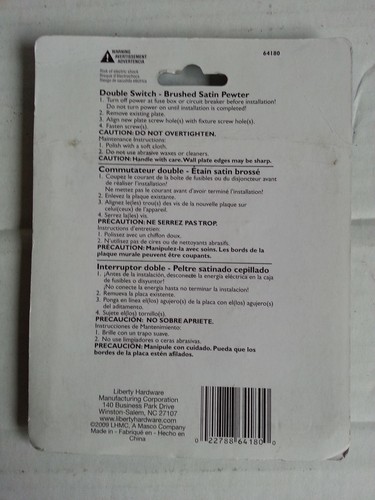 WARNING
AVERTISSEMENT
ADVERTENCIA
64180
Risk of electric shock
Risque d'électrochoc
Riesgo de sacudida eléctrica
Double Switch - Brushed Satin Pewter
1. Turn off power at fuse box or circuit breaker before installation!
Do not turn power on until installation is completed!
2. Remove existing plate.
3. Align new plate screw hole(s) with fixture screw hole(s).
4. Fasten screw(s).
CAUTION: DO NOT OVERTIGHTEN.
Maintenance Instructions:
1. Polish with a soft cloth.
2. Do not use abrasive waxes or cleaners.
CAUTION: Handle with care. Wall plate edges may be sharp.
Commutateur double - Étain satin brossé
1. Coupez le courant de la boîte de fusibles ou du disjoncteur avant
de réaliser l'installation!
Ne mettez pas le courant avant d'avoir terminé l'installation!
2. Enlevez la plaque existante.
3. Alignez le(les) trou(s) des vis de la nouvelle plaque sur
celui(ceux) de l'appareil.
4. Serrez la(les) vis.
PRÉCAUTION: NE SERREZ PAS TROP.
Instructions d'entretien:
1. Polissez avec un chiffon doux.
2. N'utilisez pas de cires ou de nettoyants abrasifs.
PRÉCAUTION: Manipulez-la avec soins. Les bords de la
plaque murale peuvent être coupants.
Interruptor doble - Peltre satinado cepillado
1. ¡Antes de la instalación, desconecte la energía eléctrica en la caja
de fusibles o disyuntor!
¡No conecte la energía hasta no terminar la instalación!
2. Remueva la placa existente.
3. Ponga en línea el(los) agujero(s) de la placa con el(los) agujero(s)
del aditamento.
4. Sujete el(los) tornillo(s).
PRECAUCIÓN: NO SOBRE APRIETE.
Instrucciones de Mantenimiento:
1. Brille con un trapo suave.
2. No use limpiadores o ceras abrasivas.
PRECAUCIÓN: Manipule con cuidado. Pueda que los
bordes de la placa estén afilados.
Liberty Hardware
Manufacturing Corporation
140 Business Park Drive
Winston-Salem, NC 27107
www.libertyhardware.com
©2009 LHMC, A Masco Company
Made in - Fabriqué en - Hecho en
China
0 22788 64180 0